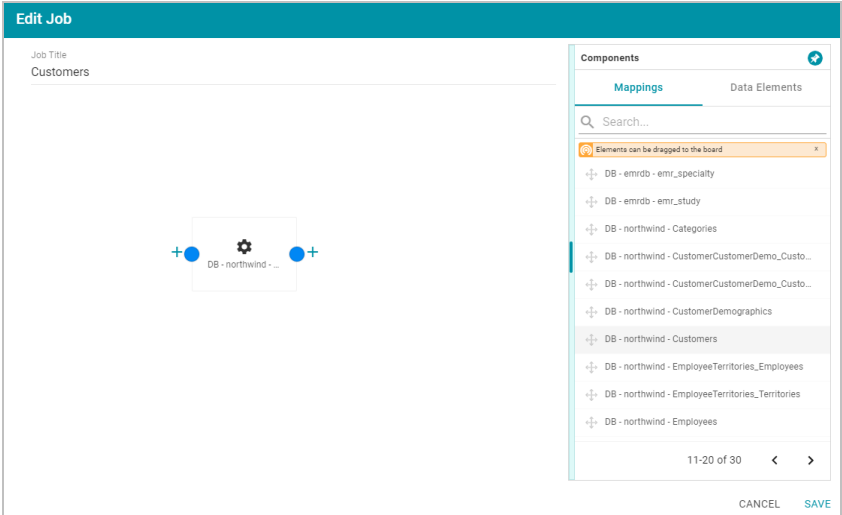 Edit Job
Job Title
Customers
DB - northwind - ...
Components
Mappings
Data Elements
Search...
Elements can be dragged to the board x
DB - emrdb - emr_specialty
DB - emrdb - emr_study
DB - northwind - Categories
DB - northwind - CustomerCustomerDemo_Custo...
DB - northwind - CustomerCustomerDemo_Custo...
DB - northwind - CustomerDemographics
DB - northwind - Customers
DB - northwind - EmployeeTerritories_Employees
DB - northwind - EmployeeTerritories_Territories
DB - northwind - Employees
11-20 of 30
CANCEL
SAVE